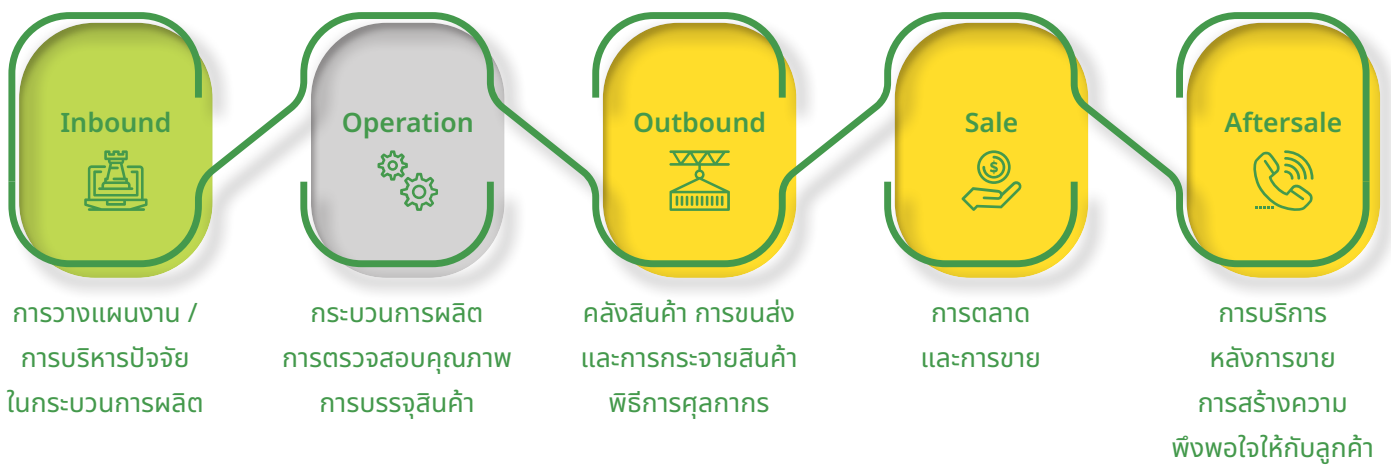 Inbound
การวางแผนงาน /
การบริหารปัจจัย
ในกระบวนการผลิต
Operation
กระบวนการผลิต
การตรวจสอบคุณภาพ
การบรรจุสินค้า
Outbound
คลังสินค้า การขนส่ง
และการกระจายสินค้า
พิธีการศุลกากร
Sale
$
การตลาด
และการขาย
Aftersale
การบริการ
หลังการขาย
การสร้างความ
พึงพอใจให้กับลูกค้า